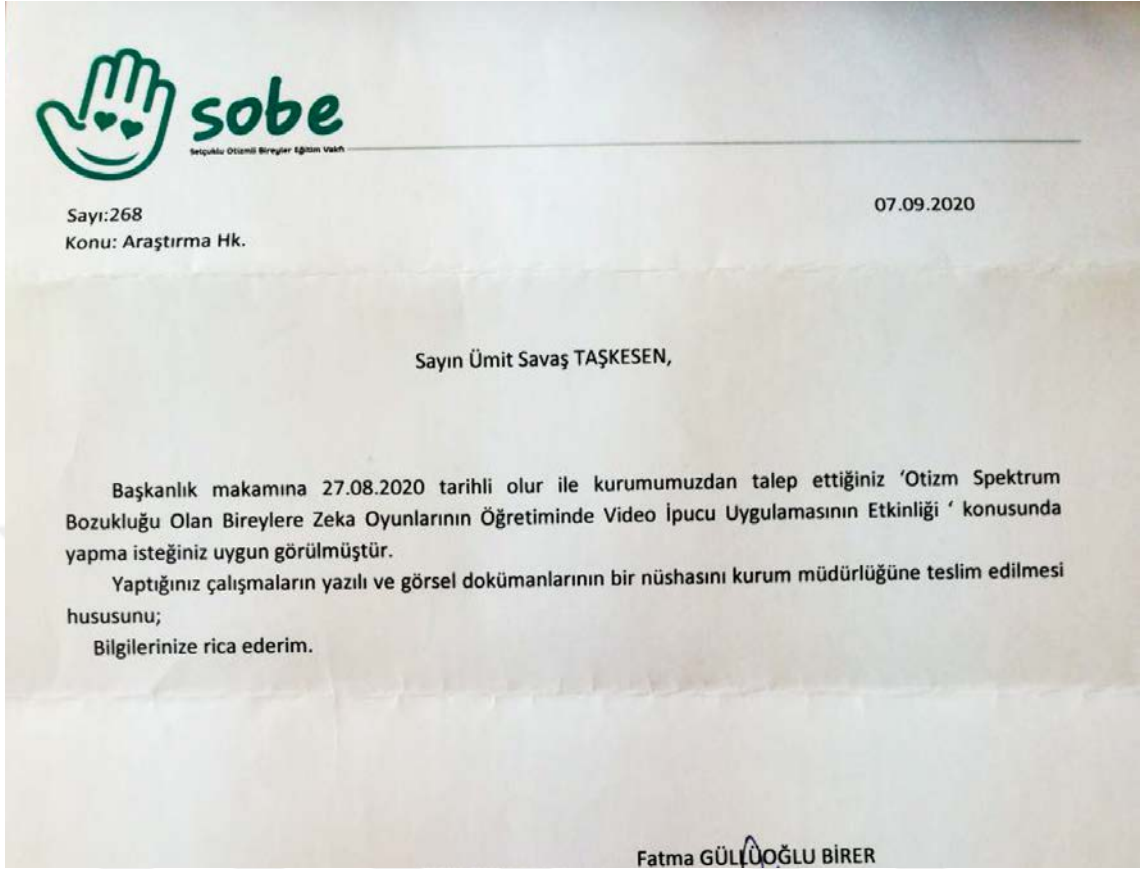 sobe
Selçuklu Otizmli Bireyler Eğitim Vakfı
Sayı:268
07.09.2020
Konu: Araştırma Hk.
Sayın Ümit Savaş TAŞKESEN,
Başkanlık makamına 27.08.2020 tarihli olur ile kurumumuzdan talep ettiğiniz ‘Otizm Spektrum
Bozukluğu Olan Bireylere Zeka Oyunlarının Öğretiminde Video İpucu Uygulamasının Etkinliği ‘ konusunda
yapma isteğiniz uygun görülmüştür.
Yaptığınız çalışmaların yazılı ve görsel dokümanlarının bir nüshasını kurum müdürlüğüne teslim edilmesi
hususunu;
Bilgilerinize rica ederim.
Fatma GÜLLÜOĞLU BİRER